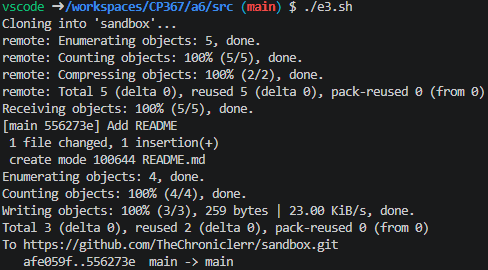 vscode ➜/workspaces/CP367/a6/src (main) $ ./e3.sh
Cloning into 'sandbox'...
remote: Enumerating objects: 5, done.
remote: Counting objects: 100% (5/5), done.
remote: Compressing objects: 100% (2/2), done.
remote: Total 5 (delta 0), reused 5 (delta 0), pack-reused 0 (from 0)
Receiving objects: 100% (5/5), done.
[main 556273e] Add README
 1 file changed, 1 insertion(+)
 create mode 100644 README.md
Enumerating objects: 4, done.
Counting objects: 100% (4/4), done.
Writing objects: 100% (3/3), 259 bytes | 23.00 KiB/s, done.
Total 3 (delta 0), reused 2 (delta 0), pack-reused 0 (from 0)
To https://github.com/TheChroniclerr/sandbox.git
   afe059f..556273e  main -> main